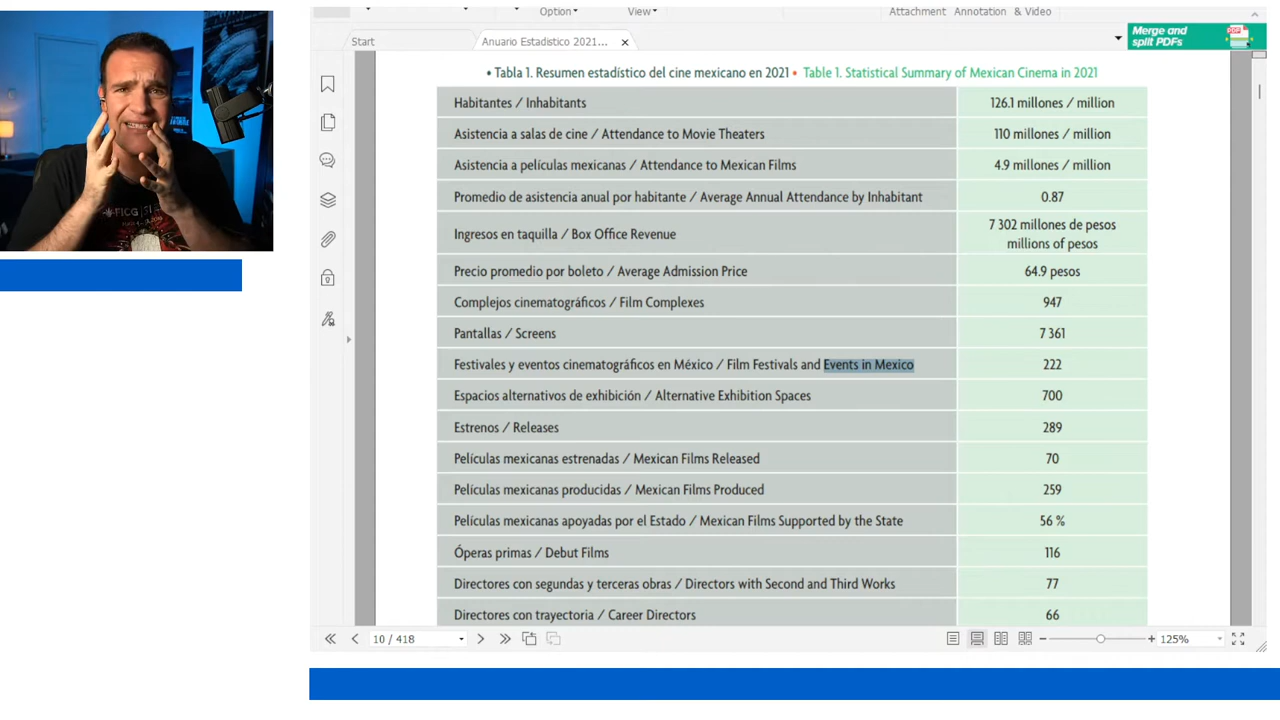 Option
View
Attachment Annotation & Video
Start
Anuario Estadistico 2021...
Merge and
split PDFs
• Tabla 1. Resumen estadístico del cine mexicano en 2021 • Table 1. Statistical Summary of Mexican Cinema in 2021
Habitantes / Inhabitants 126.1 millones / million
Asistencia a salas de cine / Attendance to Movie Theaters 110 millones / million
Asistencia a películas mexicanas / Attendance to Mexican Films 4.9 millones / million
Promedio de asistencia anual por habitante / Average Annual Attendance by Inhabitant 0.87
Ingresos en taquilla / Box Office Revenue 7 302 millones de pesos
millions of pesos
Precio promedio por boleto / Average Admission Price 64.9 pesos
Complejos cinematográficos / Film Complexes 947
Pantallas / Screens 7 361
Festivales y eventos cinematográficos en México / Film Festivals and Events in Mexico 222
Espacios alternativos de exhibición / Alternative Exhibition Spaces 700
Estrenos / Releases 289
Películas mexicanas estrenadas / Mexican Films Released 70
Películas mexicanas producidas / Mexican Films Produced 259
Películas mexicanas apoyadas por el Estado / Mexican Films Supported by the State 56 %
Óperas primas / Debut Films 116
Directores con segundas y terceras obras / Directors with Second and Third Works 77
Directores con trayectoria / Career Directors 66
10 / 418
125%
FICG